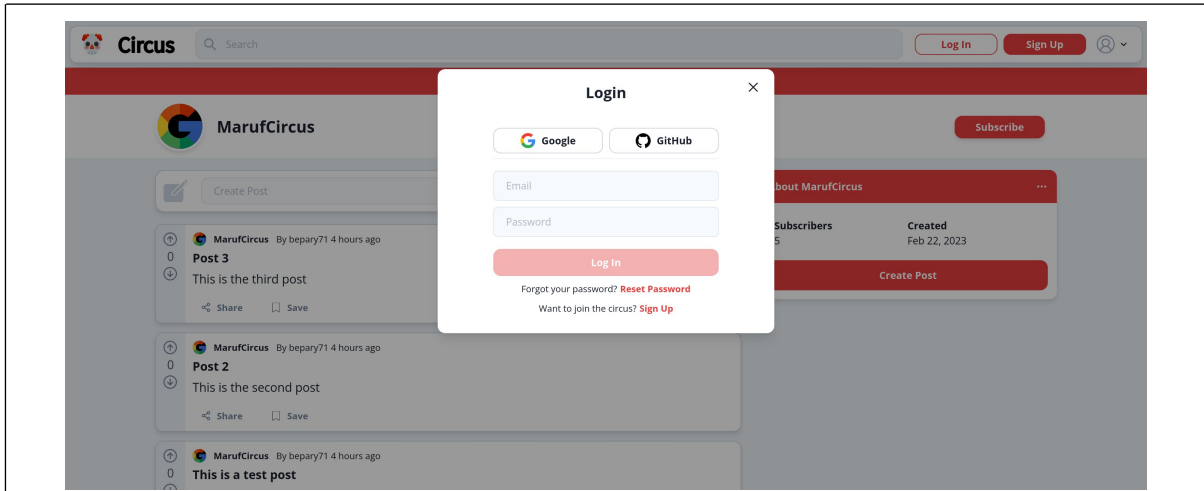 Circus
Search
Log In
Sign Up
MarufCircus
Subscribe
Login
Google
GitHub
Email
Password
Log In
Forgot your password? Reset Password
Want to join the circus? Sign Up
Create Post
MarufCircus By bepary71 4 hours ago
0
Post 3
This is the third post
Share
Save
MarufCircus By bepary71 4 hours ago
0
Post 2
This is the second post
Share
Save
MarufCircus By bepary71 4 hours ago
0
This is a test post
bout MarufCircus
...
Subscribers
Created
5
Feb 22, 2023
Create Post